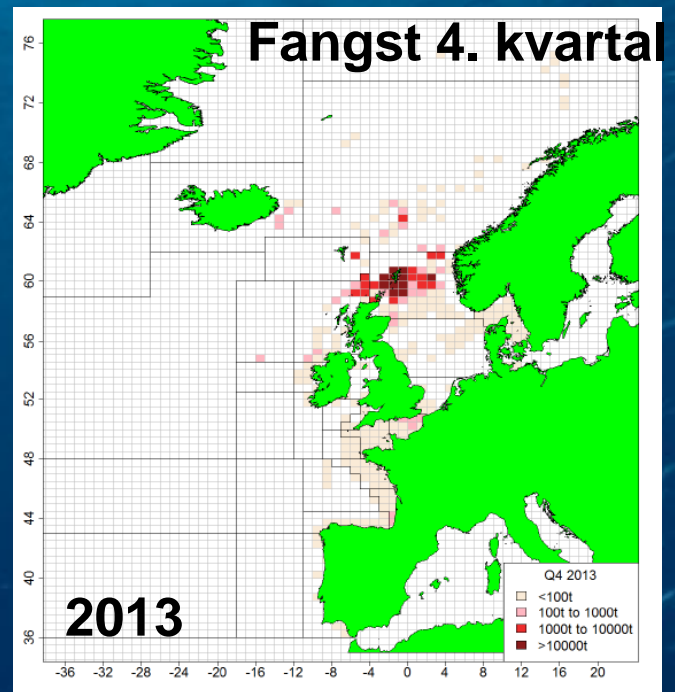 Fangst 4. kvartal
76
72
68
64
60
56
52
48
44
40
36
2013
Q4 2013
<100t
100t to 1000t
1000t to 10000t
>10000t
-36 -32 -28 -24 -20 -16 -12 -8 -4 0 4 8 12 16 20